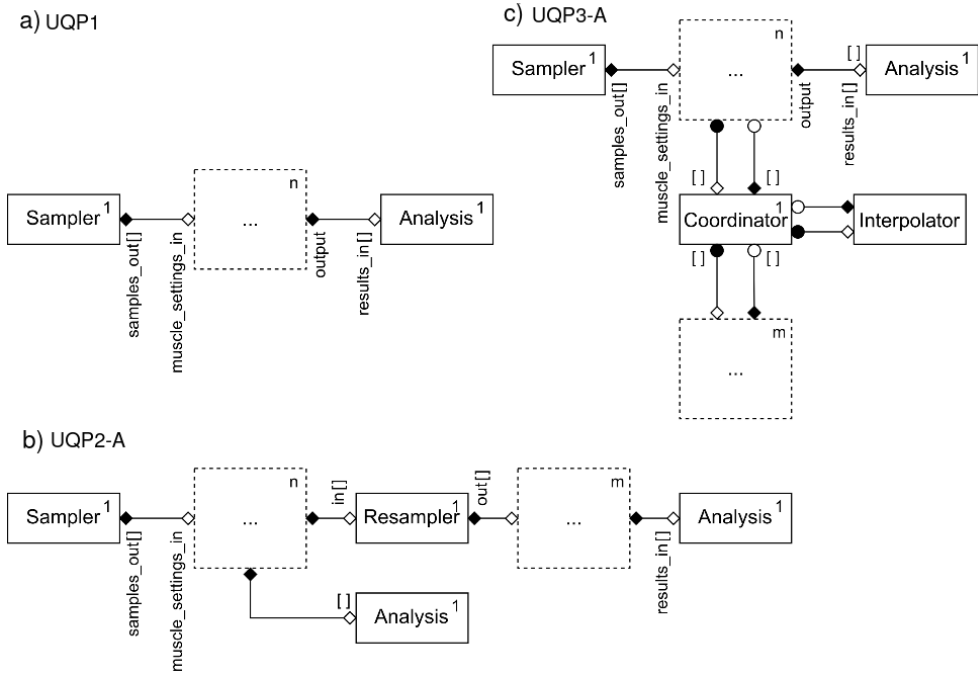 a) UQP1
Sampler 1
samples_out[]
muscle_settings_in
n
...
output
results_in[]
Analysis 1
b) UQP2-A
Sampler 1
samples_out[]
muscle_settings_in
n
...
in[]
Resampler 1
out[]
m
...
results_in[]
Analysis 1
[ ]
Analysis 1
c) UQP3-A
Sampler 1
samples_out[]
muscle_settings_in
n
...
output
[ ]
results_in[]
Analysis 1
[ ]
[ ]
Coordinator 1
Interpolator
[ ]
[ ]
m
...